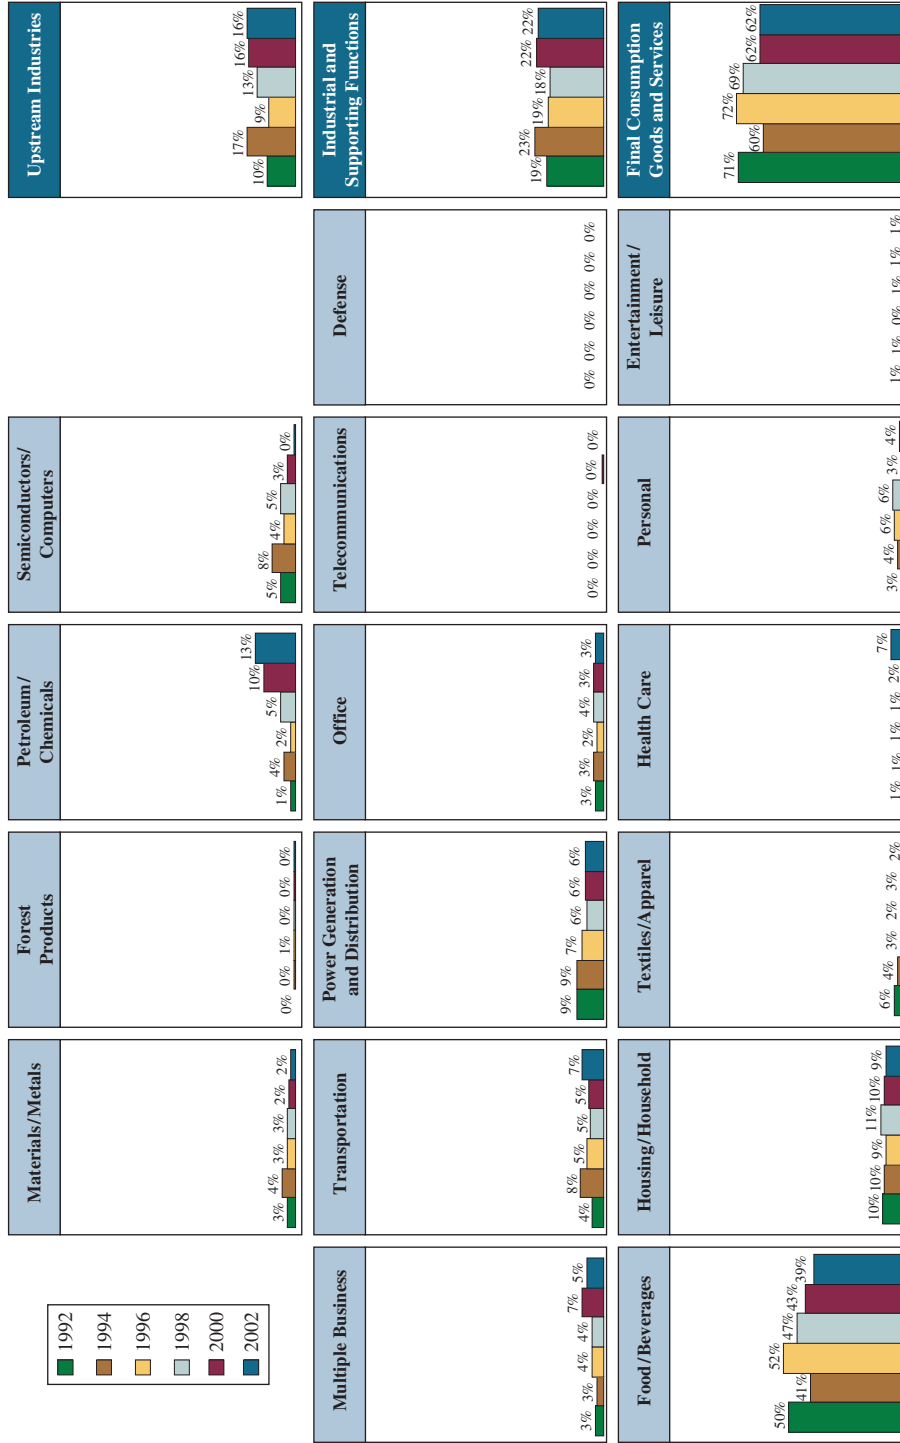 1992
1994
1996
1998
2000
2002
Materials/Metals
3% 4% 3% 3% 2% 2%
Forest
Products
0% 0% 1% 0% 0% 0%
Petroleum/
Chemicals
1% 4% 2% 5% 10% 13%
Semiconductors/
Computers
5% 8% 4% 5% 3% 0%
Upstream Industries
10% 17% 9% 13% 16% 16%
Multiple Business
3% 3% 4% 4% 7% 5%
Transportation
4% 8% 5% 5% 5% 7%
Power Generation
and Distribution
9% 9% 7% 6% 6% 6%
Office
3% 3% 2% 4% 3% 3%
Telecommunications
0% 0% 0% 0% 0% 0%
Defense
0% 0% 0% 0% 0% 0%
Industrial and
Supporting Functions
19% 23% 19% 18% 22% 22%
Food/Beverages
50% 41% 52% 47% 43% 39%
Housing/Household
10% 10% 9% 11% 10% 9%
Textiles/Apparel
6% 4% 3% 2% 3% 2%
Health Care
1% 1% 1% 1% 2% 7%
Personal
3% 4% 6% 6% 3% 4%
Entertainment/
Leisure
1% 1% 0% 1% 1% 1%
Final Consumption
Goods and Services
71% 60% 72% 69% 62% 62%